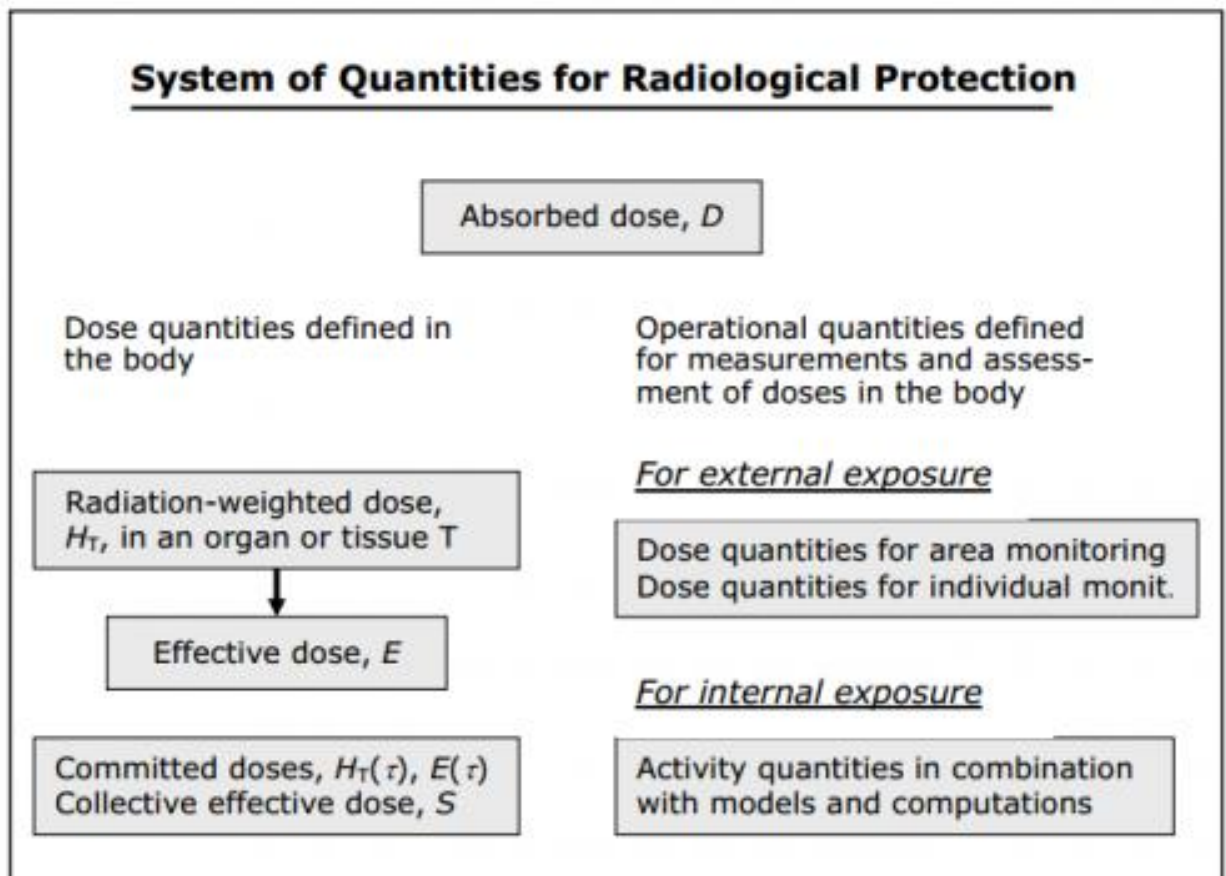 System of Quantities for Radiological Protection
Absorbed dose, D
Dose quantities defined in
the body
Radiation-weighted dose,
H_T, in an organ or tissue T
Effective dose, E
Committed doses, H_T(τ), E(τ)
Collective effective dose, S
Operational quantities defined
for measurements and assess-
ment of doses in the body
For external exposure
Dose quantities for area monitoring
Dose quantities for individual monit.
For internal exposure
Activity quantities in combination
with models and computations